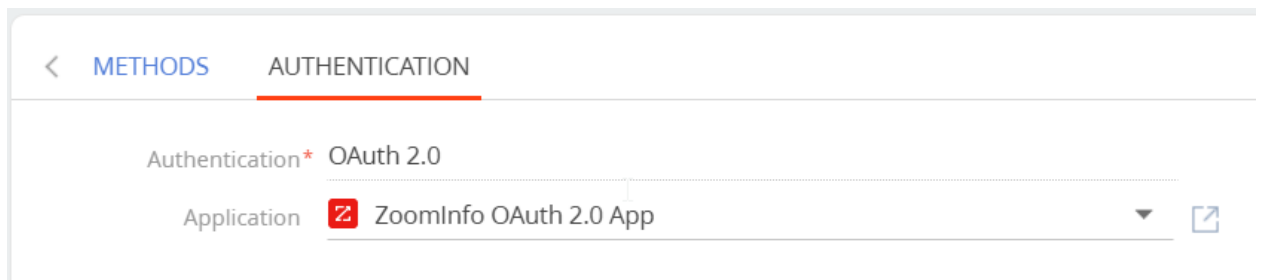 METHODS AUTHENTICATION
Authentication* OAuth 2.0
Application ZoomInfo OAuth 2.0 App